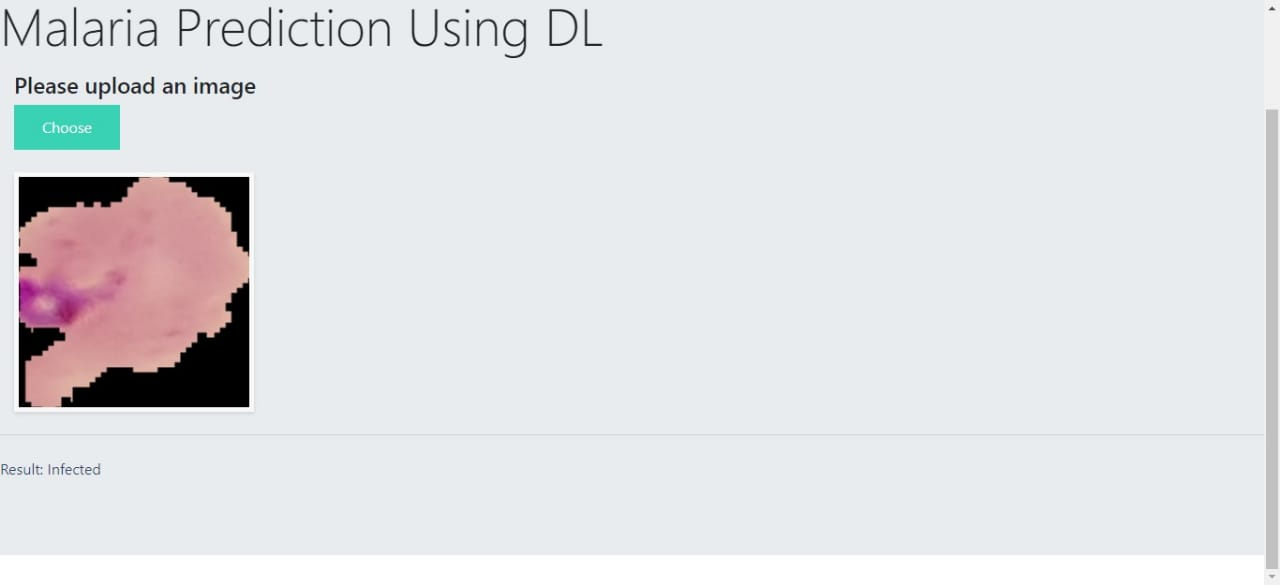 Malaria Prediction Using DL
Please upload an image
Choose
Result: Infected